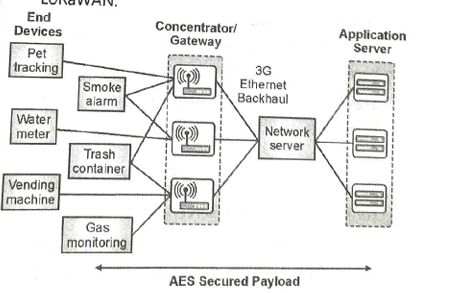 LoRaWAN.
End
Devices
Concentrator/
Gateway
Application
Server
Pet
tracking
Smoke
alarm
3G
Ethernet
Backhaul
Water
meter
Network
server
Trash
container
Vending
machine
Gas
monitoring
AES Secured Payload